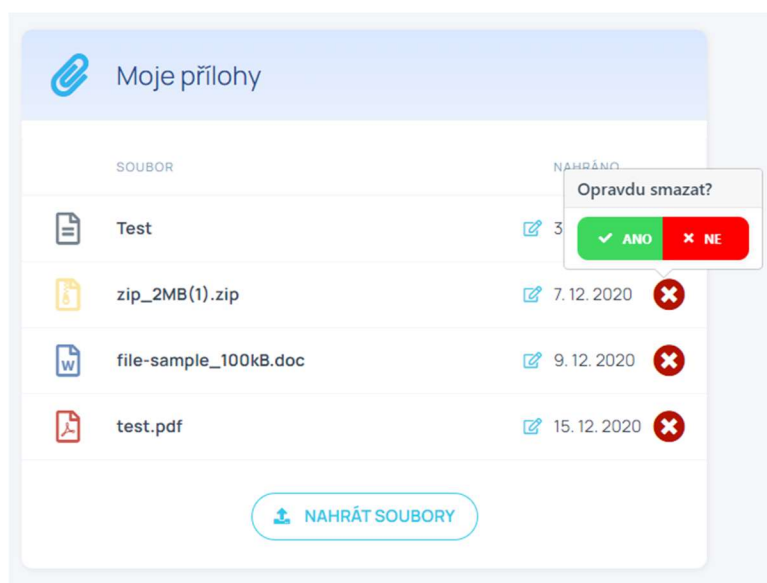 Moje přílohy
SOUBOR NAHRÁNO
Opravdu smazat?
Test 3
ANO NE
zip_2MB(1).zip 7. 12. 2020
file-sample_100kB.doc 9. 12. 2020
test.pdf 15. 12. 2020
NAHRÁT SOUBORY